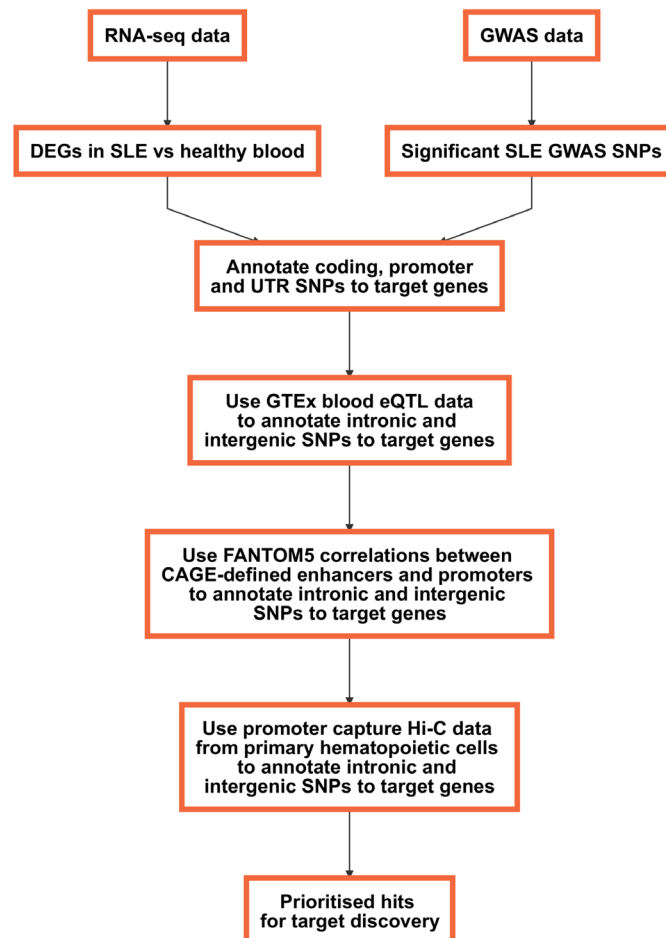 RNA-seq data
GWAS data
DEGs in SLE vs healthy blood
Significant SLE GWAS SNPs
Annotate coding, promoter
and UTR SNPs to target genes
Use GTEx blood eQTL data
to annotate intronic and
intergenic SNPs to target genes
Use FANTOM5 correlations between
CAGE-defined enhancers and promoters
to annotate intronic and intergenic
SNPs to target genes
Use promoter capture Hi-C data
from primary hematopoietic cells
to annotate intronic and
intergenic SNPs to target genes
Prioritised hits
for target discovery